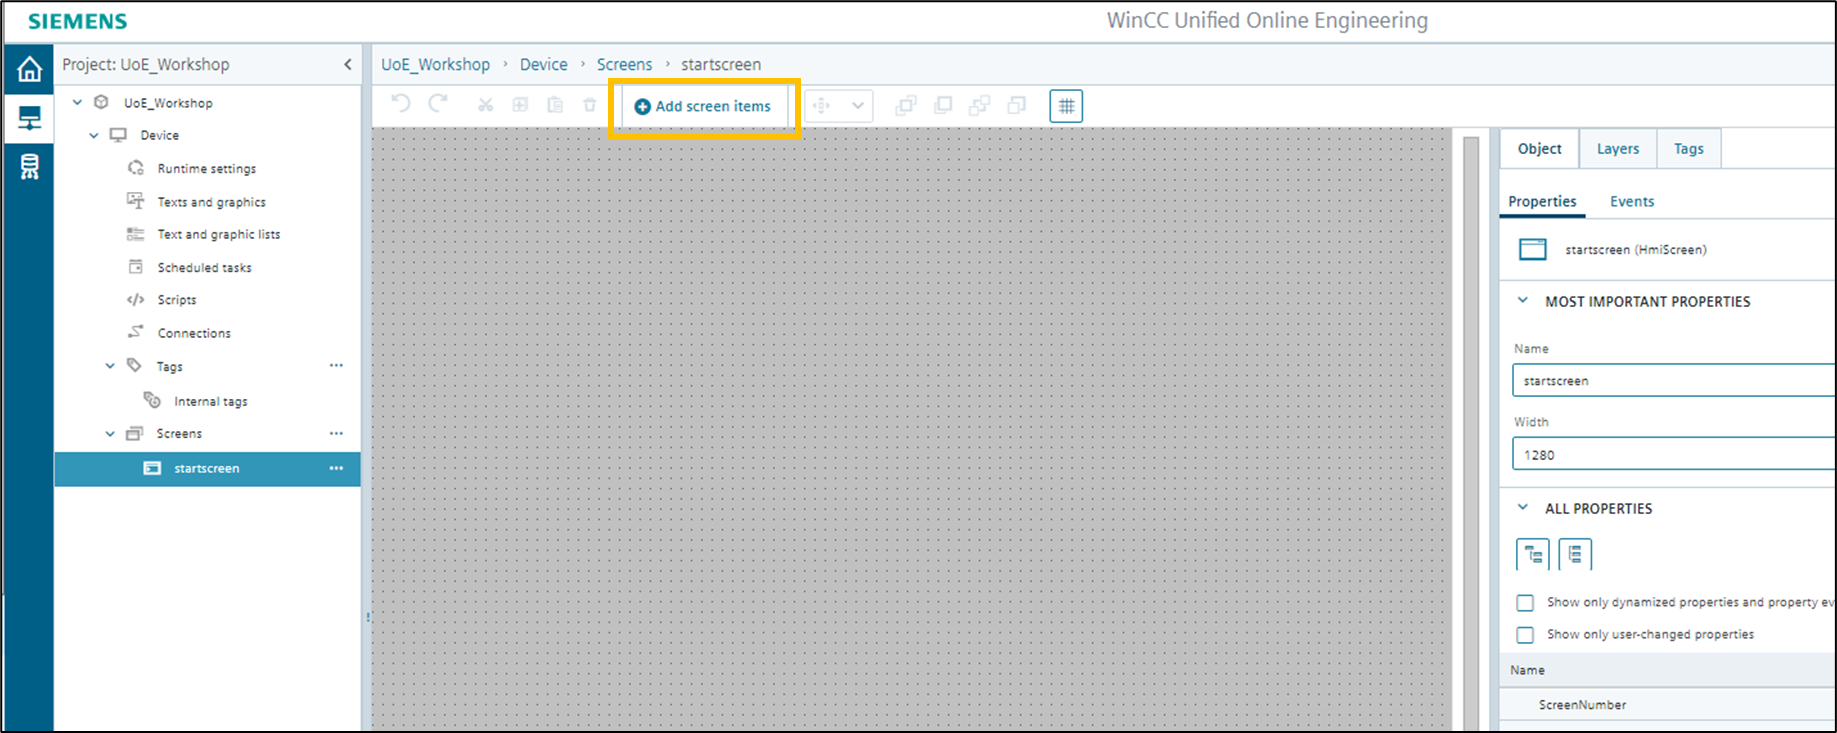 SIEMENS
WinCC Unified Online Engineering
Project: UoE_Workshop
UoE_Workshop
Device
Runtime settings
Texts and graphics
Text and graphic lists
Scheduled tasks
Scripts
Connections
Tags
Internal tags
Screens
startscreen
UoE_Workshop › Device › Screens › startscreen
Add screen items
Object Layers Tags
Properties Events
startscreen (HmiScreen)
MOST IMPORTANT PROPERTIES
Name
startscreen
Width
1280
ALL PROPERTIES
Show only dynamized properties and property ev
Show only user-changed properties
Name
ScreenNumber